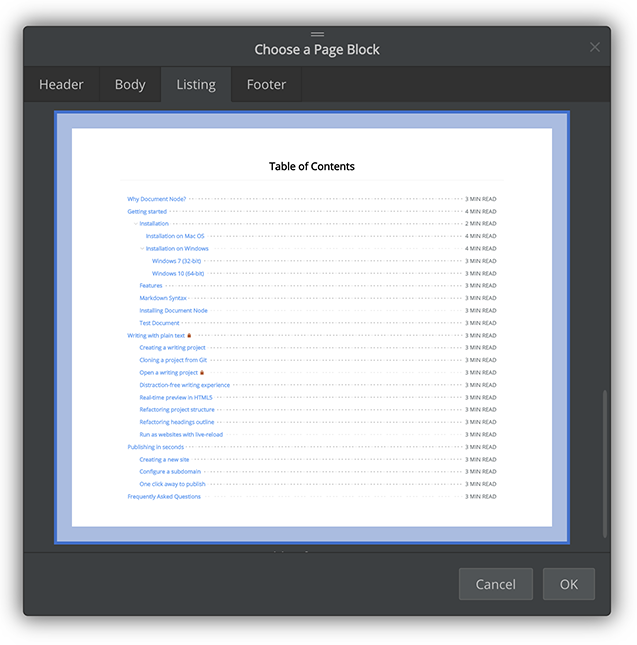 Choose a Page Block
Header Body Listing Footer
Table of Contents
Why Document Node? 3 MIN READ
Getting started 4 MIN READ
Installation 2 MIN READ
Installation on Mac OS 4 MIN READ
Installation on Windows 4 MIN READ
Windows 7 (32-bit) 3 MIN READ
Windows 10 (64-bit) 3 MIN READ
Features 3 MIN READ
Markdown Syntax 3 MIN READ
Installing Document Node 3 MIN READ
Test Document 3 MIN READ
Writing with plain text 3 MIN READ
Creating a writing project 3 MIN READ
Cloning a project from Git 3 MIN READ
Open a writing project 3 MIN READ
Distraction-free writing experience 3 MIN READ
Real-time preview in HTML5 3 MIN READ
Refactoring project structure 3 MIN READ
Refactoring headings outline 3 MIN READ
Run as websites with live-reload 3 MIN READ
Publishing in seconds 3 MIN READ
Creating a new site 3 MIN READ
Configure a subdomain 3 MIN READ
One click away to publish 3 MIN READ
Frequently Asked Questions 3 MIN READ
Cancel OK